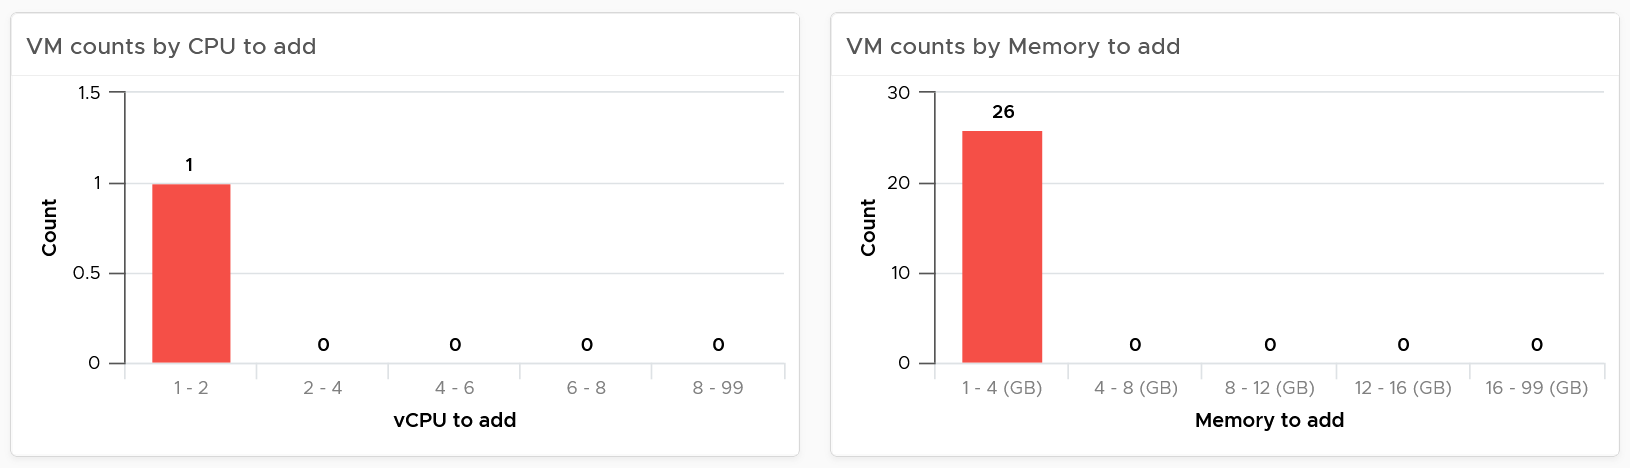 VM counts by CPU to add
1.5
1
0.5
0
Count
1
0
0
0
0
1 - 2
2 - 4
4 - 6
6 - 8
8 - 99
vCPU to add
VM counts by Memory to add
30
20
10
0
Count
26
0
0
0
0
1 - 4 (GB)
4 - 8 (GB)
8 - 12 (GB)
12 - 16 (GB)
16 - 99 (GB)
Memory to add